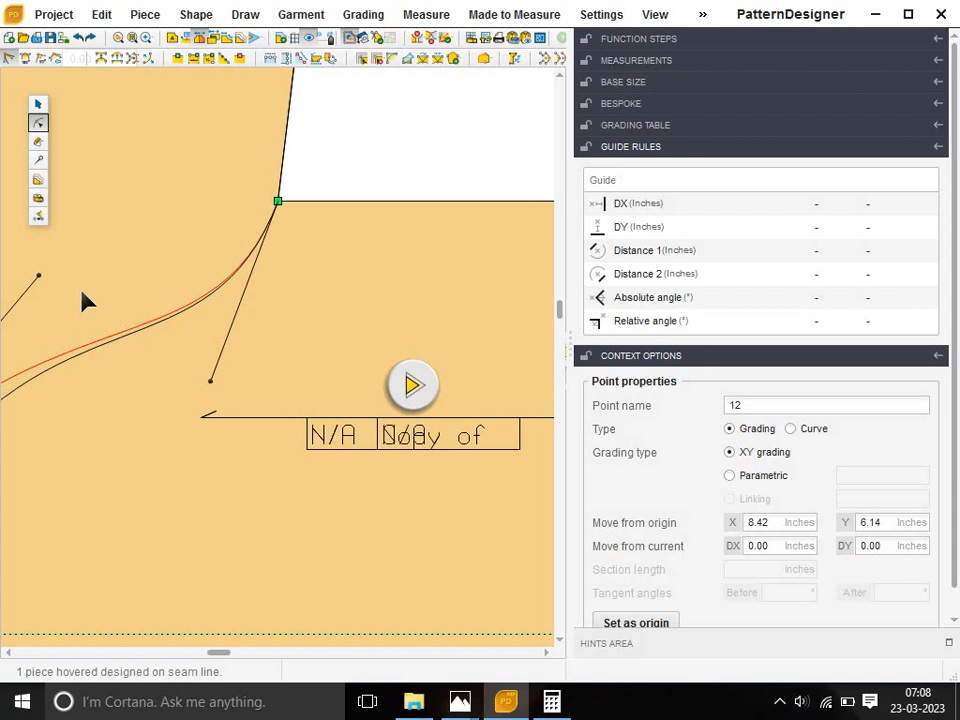 Project Edit Piece Shape Draw Garment Grading Measure Made to Measure Settings View » PatternDesigner
FUNCTION STEPS
MEASUREMENTS
BASE SIZE
BESPOKE
GRADING TABLE
GUIDE RULES
Guide
DX (Inches) - -
DY (Inches) - -
Distance 1(Inches) - -
Distance 2 (Inches) - -
Absolute angle (°) - -
Relative angle (°) - -
CONTEXT OPTIONS
Point properties
Point name 12
Type Grading Curve
Grading type XY grading
Parametric
Linking
Move from origin X 8.42 Inches Y 6.14 Inches
Move from current DX 0.00 Inches DY 0.00 Inches
Section length Inches
Tangent angles Before ° After °
Set as origin
HINTS AREA
N/A of
1 piece hovered designed on seam line.
I'm Cortana. Ask me anything.
07:08
23-03-2023